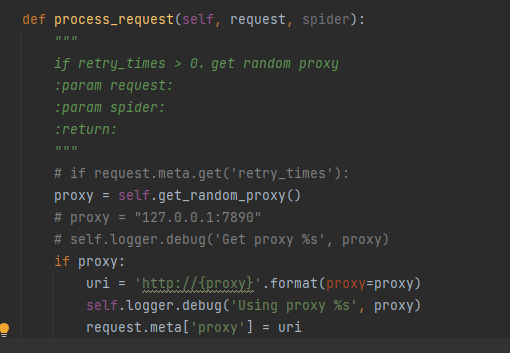 def process_request(self, request, spider):
    """
    if retry_times > 0，get random proxy
    :param request:
    :param spider:
    :return:
    """
    # if request.meta.get('retry_times'):
    proxy = self.get_random_proxy()
    # proxy = "127.0.0.1:7890"
    # self.logger.debug('Get proxy %s', proxy)
    if proxy:
        uri = 'http://{proxy}'.format(proxy=proxy)
        self.logger.debug('Using proxy %s', proxy)
        request.meta['proxy'] = uri